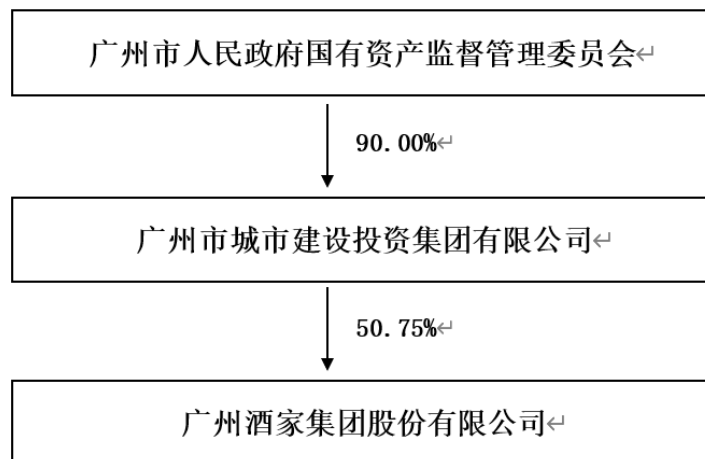 广州市人民政府国有资产监督管理委员会↵
90.00%↵
广州市城市建设投资集团有限公司↵
50.75%↵
广州酒家集团股份有限公司↵